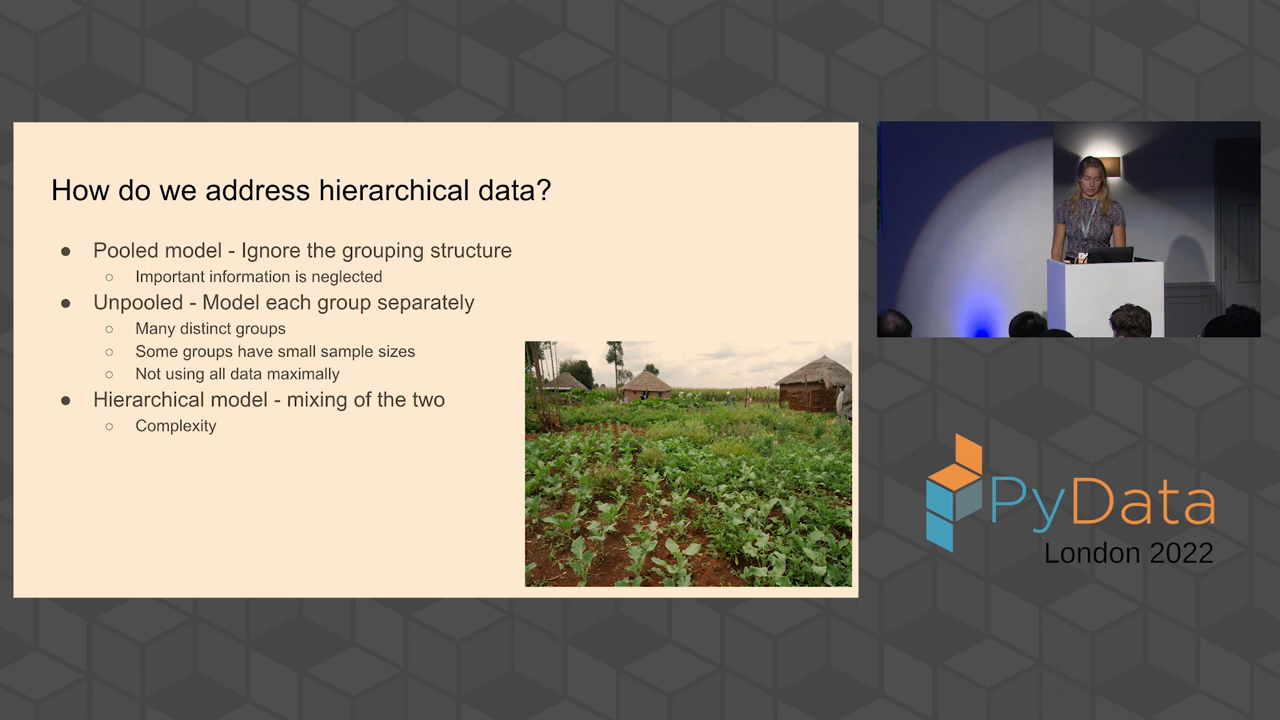 How do we address hierarchical data?
● Pooled model - Ignore the grouping structure
○ Important information is neglected
● Unpooled - Model each group separately
○ Many distinct groups
○ Some groups have small sample sizes
○ Not using all data maximally
● Hierarchical model - mixing of the two
○ Complexity
PyData
London 2022